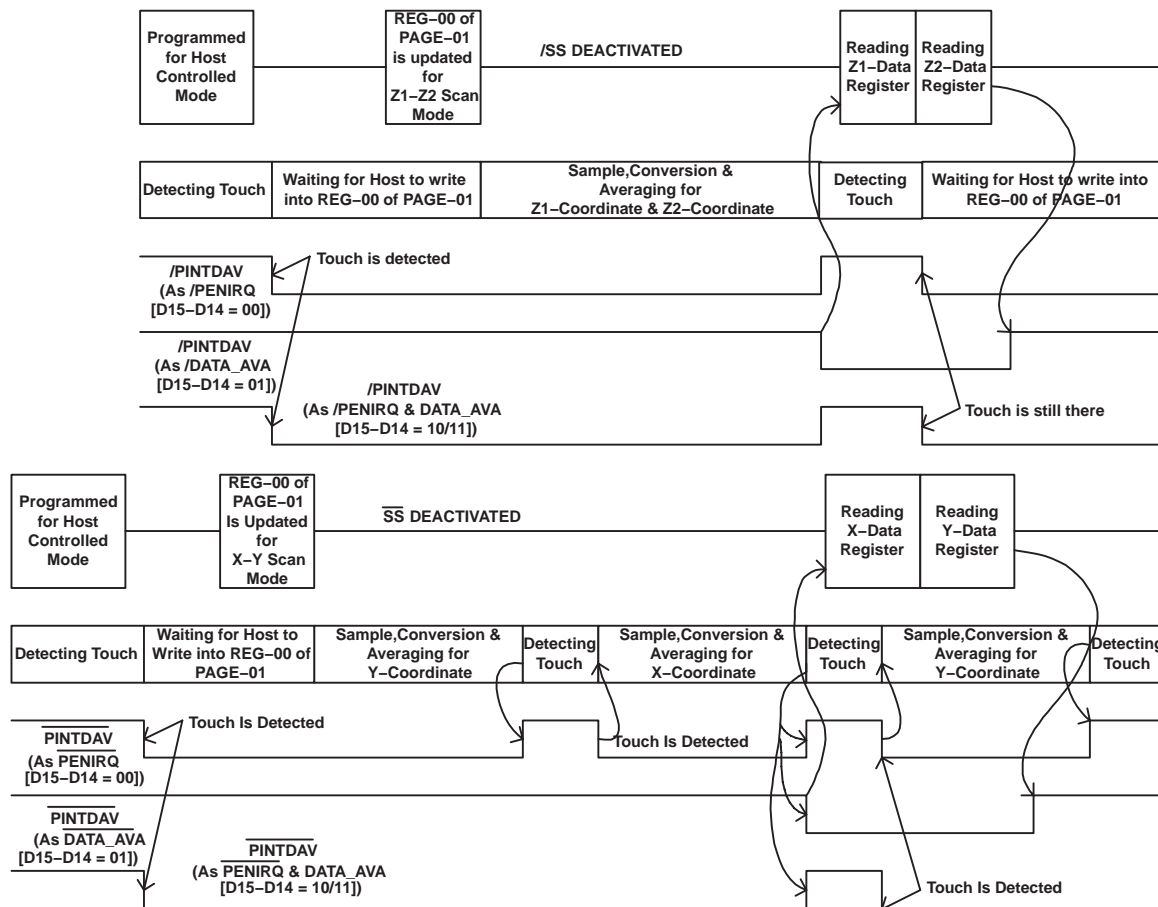 Programmed
for Host
Controlled
Mode
REG–00 of
PAGE–01
is updated
for
Z1–Z2 Scan
Mode
/SS DEACTIVATED
Reading
Z1–Data
Register
Reading
Z2–Data
Register
Detecting Touch
Waiting for Host to write
into REG–00 of PAGE–01
Sample,Conversion &
Averaging for
Z1–Coordinate & Z2–Coordinate
Detecting
Touch
Waiting for Host to write into
REG–00 of PAGE–01
/PINTDAV
(As /PENIRQ
[D15–D14 = 00])
Touch is detected
/PINTDAV
(As /DATA_AVA
[D15–D14 = 01])
/PINTDAV
(As /PENIRQ & DATA_AVA
[D15–D14 = 10/11])
Touch is still there
Programmed
for Host
Controlled
Mode
REG–00 of
PAGE–01
Is Updated
for
X–Y Scan
Mode
SS DEACTIVATED
Reading
X–Data
Register
Reading
Y–Data
Register
Detecting Touch
Waiting for Host to
Write into REG–00 of
PAGE–01
Sample,Conversion &
Averaging for
Y–Coordinate
Detecting
Touch
Sample,Conversion &
Averaging for
X–Coordinate
Detecting
Touch
Sample,Conversion &
Averaging for
Y–Coordinate
Detecting
Touch
PINTDAV
(As PENIRQ
[D15–D14 = 00])
Touch Is Detected
Touch Is Detected
PINTDAV
(As DATA_AVA
[D15–D14 = 01])
PINTDAV
(As PENIRQ & DATA_AVA
[D15–D14 = 10/11])
Touch Is Detected